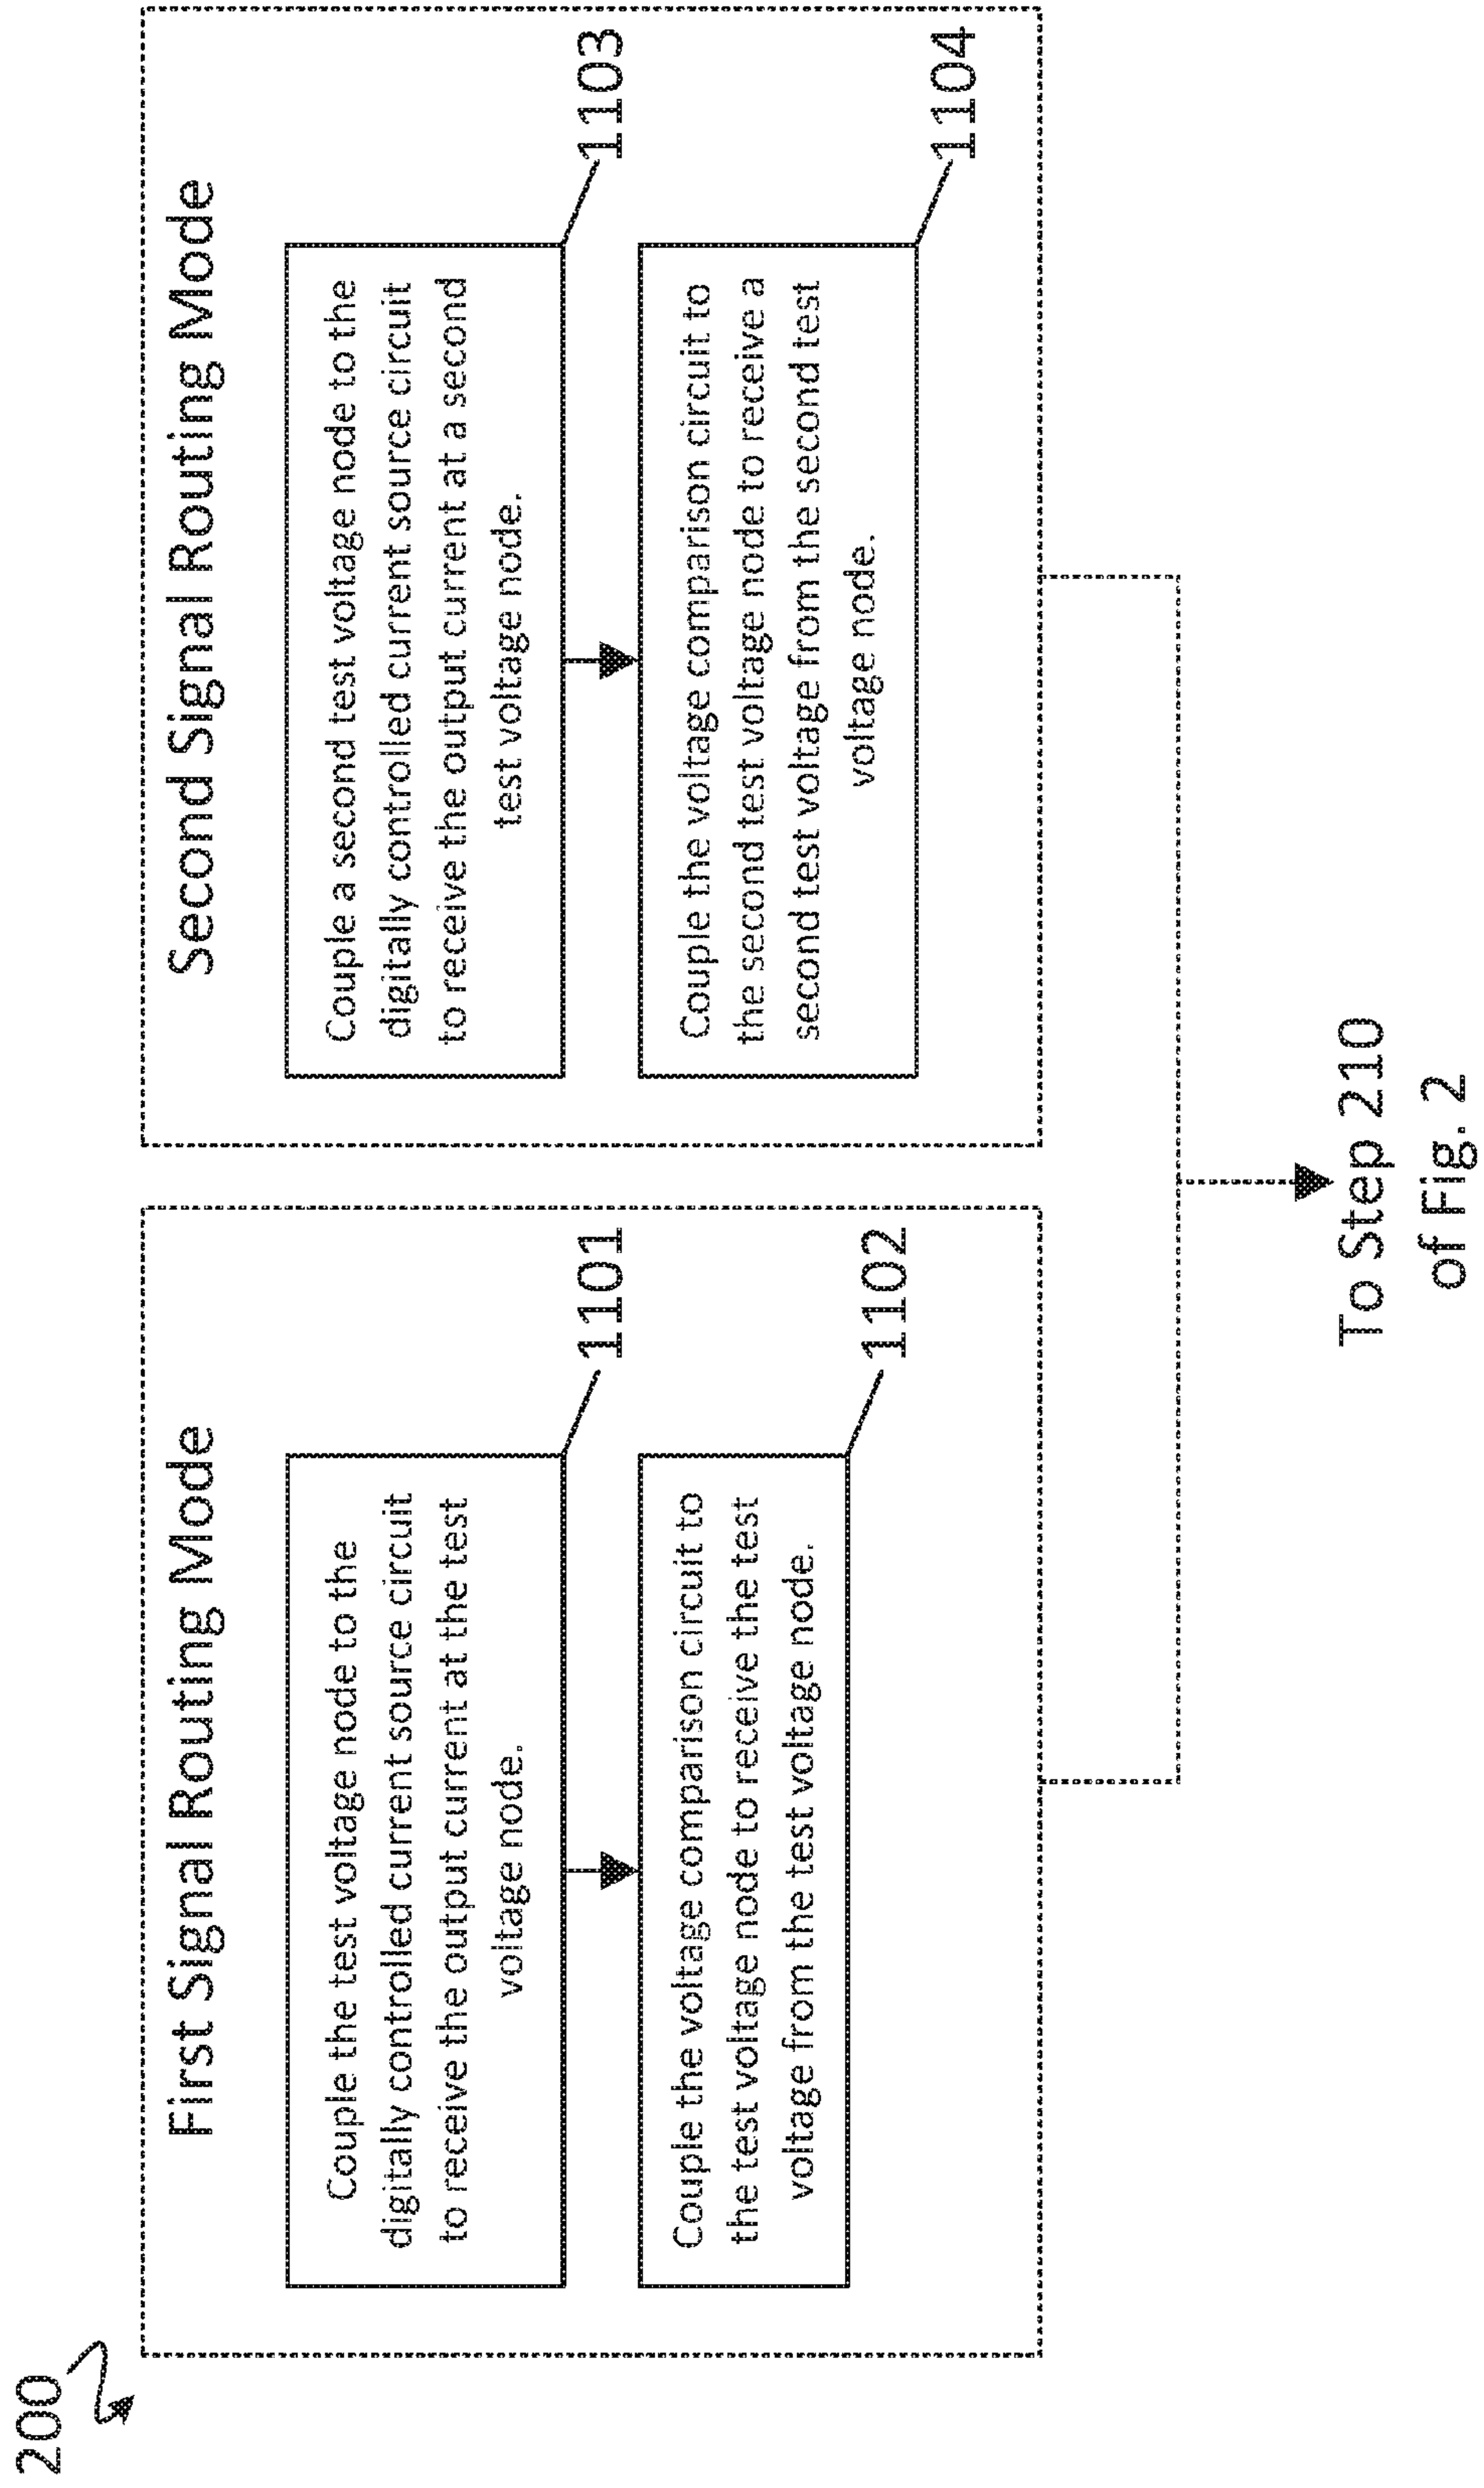 200
First Signal Routing Mode
Couple the test voltage node to the
digitally controlled current source circuit
to receive the output current at the test
voltage node.
1101
Couple the voltage comparison circuit to
the test voltage node to receive the test
voltage from the test voltage node.
1102
Second Signal Routing Mode
Couple a second test voltage node to the
digitally controlled current source circuit
to receive the output current at a second
test voltage node.
1103
Couple the voltage comparison circuit to
the second test voltage node to receive a
second test voltage from the second test
voltage node.
1104
To Step 210
of Fig. 2